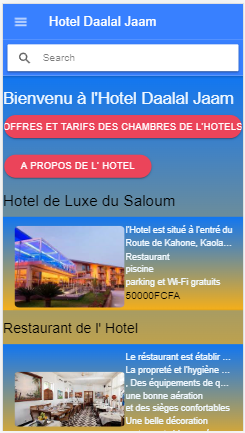 Hotel Daalal Jaam
Search
Bienvenu à l'Hotel Daalal Jaam
OFFRES ET TARIFS DES CHAMBRES DE L'HOTELS
A PROPOS DE L' HOTEL
Hotel de Luxe du Saloum
l'Hotel est situé à l'entré du
Route de Kahone, Kaola...
Restaurant
piscine
parking et Wi-Fi gratuits
50000FCFA
Restaurant de l' Hotel
Le réstaurant est établir ...
La propreté et l'hygiène ...
, Des équipements de q...
une bonne aération
et des sièges confortables
Une belle décoration